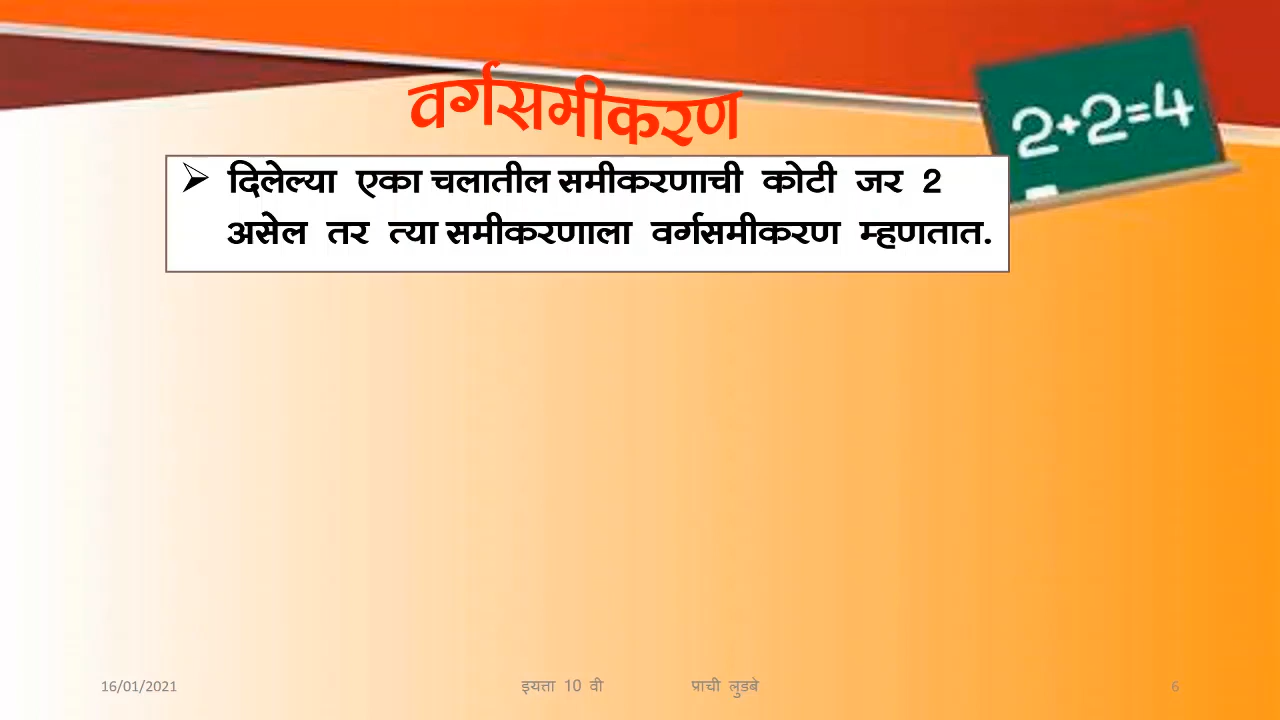 वर्गसमीकरण
2+2=4
➢ दिलेल्या एका चलातील समीकरणाची कोटी जर 2
असेल तर त्या समीकरणाला वर्गसमीकरण म्हणतात.
16/01/2021 इयत्ता 10 वी प्राची लुडबे 6